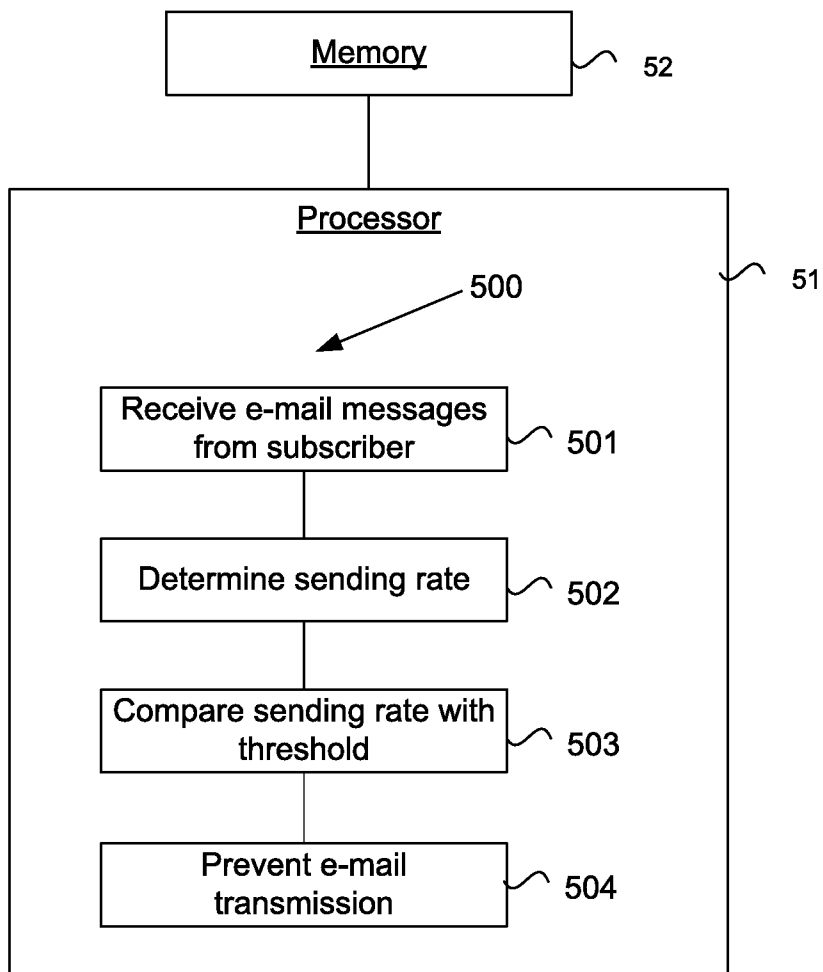 Memory
52
Processor
51
500
Receive e-mail messages
from subscriber
501
Determine sending rate
502
Compare sending rate with
threshold
503
Prevent e-mail
transmission
504